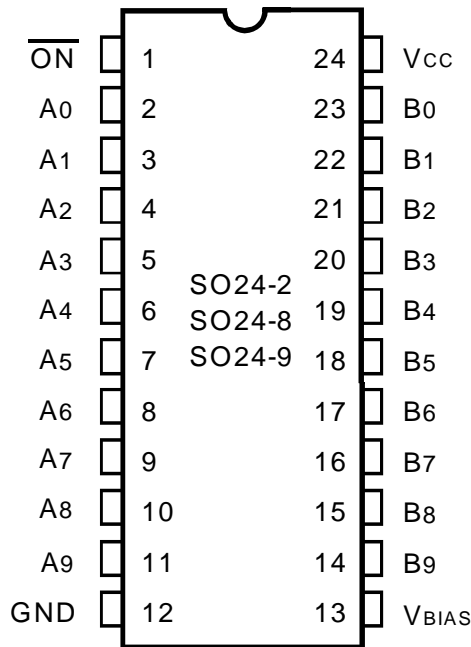 ON 1 24 VCC
A0 2 23 B0
A1 3 22 B1
A2 4 21 B2
A3 5 20 B3
SO24-2
A4 6 19 B4
SO24-8
A5 7 SO24-9 18 B5
A6 8 17 B6
A7 9 16 B7
A8 10 15 B8
A9 11 14 B9
GND 12 13 VBIAS